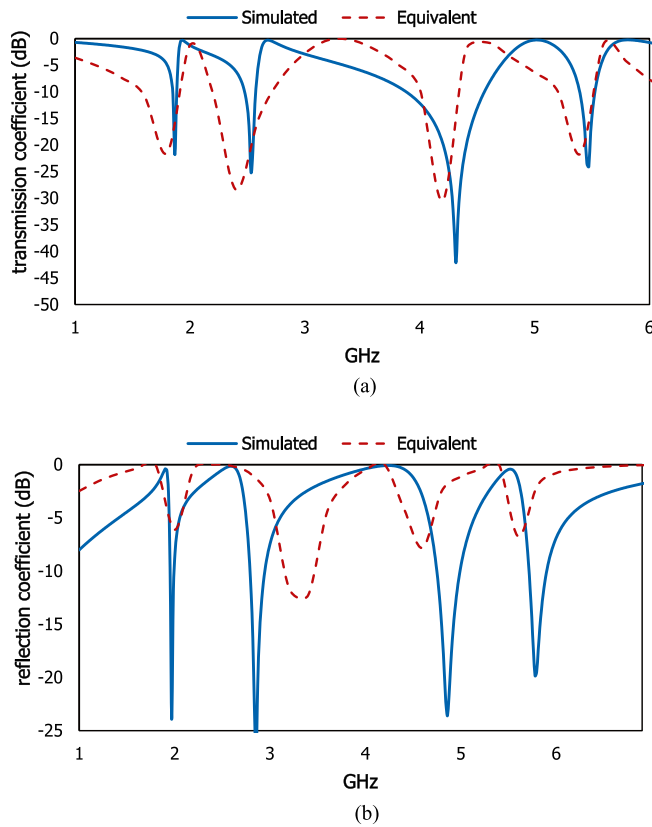 Simulated Equivalent
transmission coefficient (dB)
0
-5
-10
-15
-20
-25
-30
-35
-40
-45
-50
1 2 3 4 5 6
GHz
(a)
Simulated Equivalent
reflection coefficient (dB)
0
-5
-10
-15
-20
-25
1 2 3 4 5 6
GHz
(b)